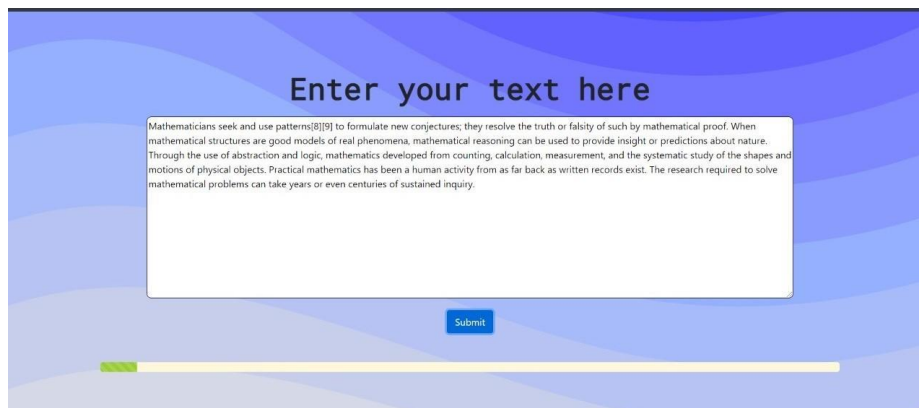 Enter your text here
Mathematicians seek and use patterns[8][9] to formulate new conjectures; they resolve the truth or falsity of such by mathematical proof. When
mathematical structures are good models of real phenomena, mathematical reasoning can be used to provide insight or predictions about nature.
Through the use of abstraction and logic, mathematics developed from counting, calculation, measurement, and the systematic study of the shapes and
motions of physical objects. Practical mathematics has been a human activity from as far back as written records exist. The research required to solve
mathematical problems can take years or even centuries of sustained inquiry.
Submit